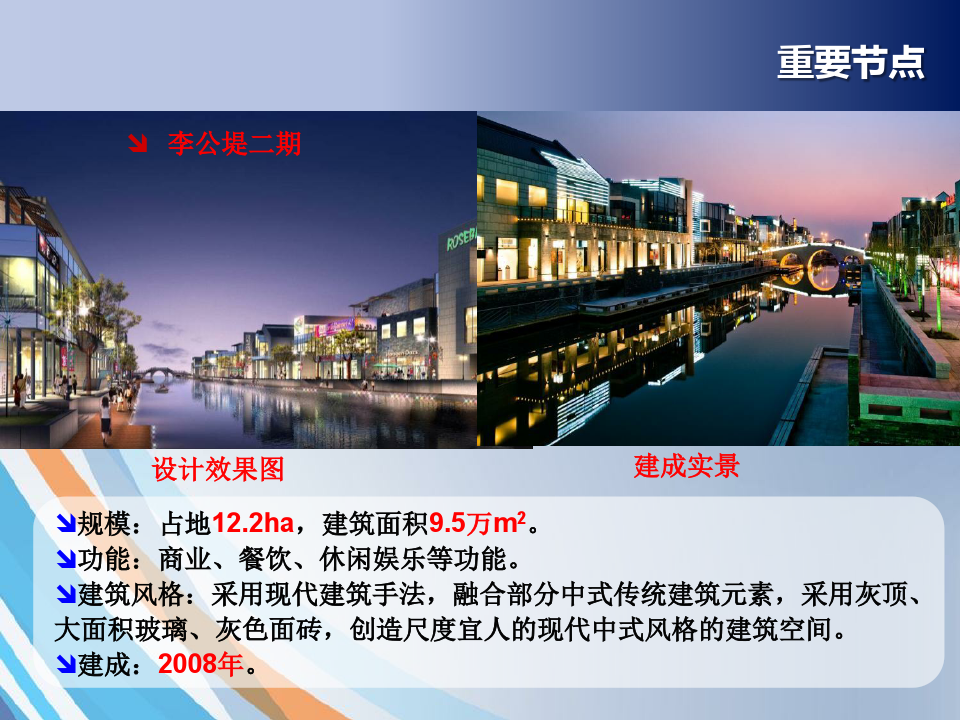 重要节点
李公堤二期
设计效果图
建成实景
规模：占地12.2ha，建筑面积9.5万m²。
功能：商业、餐饮、休闲娱乐等功能。
建筑风格：采用现代建筑手法，融合部分中式传统建筑元素，采用灰顶、
大面积玻璃、灰色面砖，创造尺度宜人的现代中式风格的建筑空间。
建成：2008年。